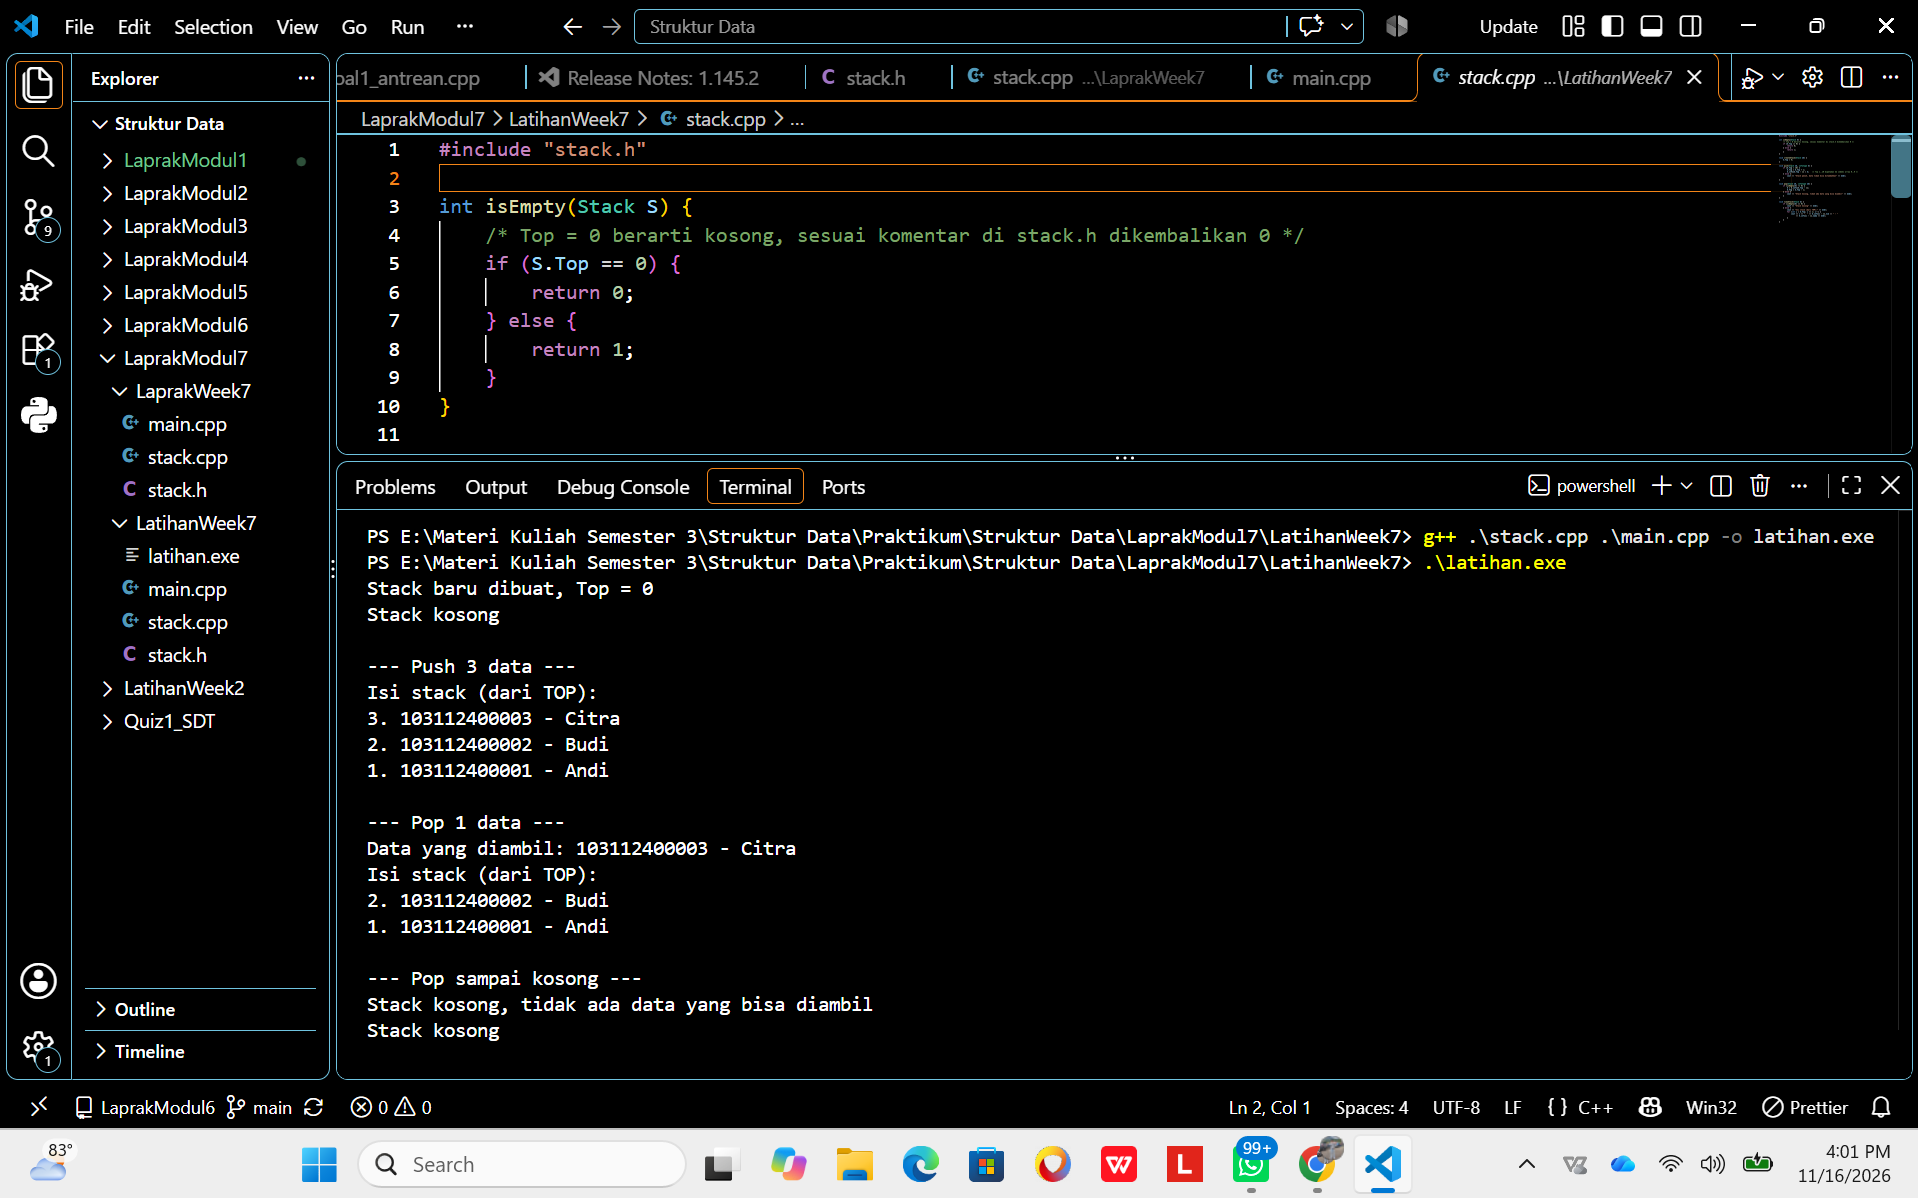 File Edit Selection View Go Run ···
Struktur Data
Update
Explorer ···
Struktur Data
LaprakModul1
LaprakModul2
LaprakModul3
LaprakModul4
LaprakModul5
LaprakModul6
LaprakModul7
LaprakWeek7
main.cpp
stack.cpp
C stack.h
LatihanWeek7
latihan.exe
main.cpp
stack.cpp
C stack.h
LatihanWeek2
Quiz1_SDT
Outline
Timeline
9
1
1
oal1_antrean.cpp Release Notes: 1.145.2 C stack.h stack.cpp ...\LaprakWeek7 main.cpp stack.cpp ...\LatihanWeek7
LaprakModul7 > LatihanWeek7 > stack.cpp > ...
1 #include "stack.h"
2
3 int isEmpty(Stack S) {
4 /* Top = 0 berarti kosong, sesuai komentar di stack.h dikembalikan 0 */
5 if (S.Top == 0) {
6 return 0;
7 } else {
8 return 1;
9 }
10 }
11
Problems Output Debug Console Terminal Ports
powershell
PS E:\Materi Kuliah Semester 3\Struktur Data\Praktikum\Struktur Data\LaprakModul7\LatihanWeek7> g++ .\stack.cpp .\main.cpp -o latihan.exe
PS E:\Materi Kuliah Semester 3\Struktur Data\Praktikum\Struktur Data\LaprakModul7\LatihanWeek7> .\latihan.exe
Stack baru dibuat, Top = 0
Stack kosong
--- Push 3 data ---
Isi stack (dari TOP):
3. 103112400003 - Citra
2. 103112400002 - Budi
1. 103112400001 - Andi
--- Pop 1 data ---
Data yang diambil: 103112400003 - Citra
Isi stack (dari TOP):
2. 103112400002 - Budi
1. 103112400001 - Andi
--- Pop sampai kosong ---
Stack kosong, tidak ada data yang bisa diambil
Stack kosong
LaprakModul6 main 0 0
Ln 2, Col 1 Spaces: 4 UTF-8 LF { } C++ Win32 Prettier
83°
Search
W
L
99+
4:01 PM
11/16/2026